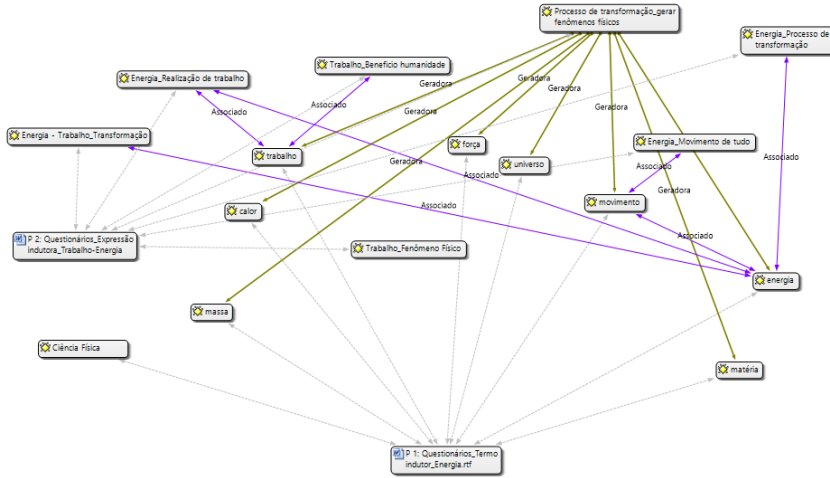 Processo de transformação_gerar
fenômenos físicos
Energia_Processo de
transformação
Trabalho_Beneficio humanidade
Energia_Realização de trabalho
Geradora
Geradora
Associado
Geradora
Geradora
Geradora
Associado
Energia - Trabalho_Transformação
força
Energia_Movimento de tudo
trabalho
Geradora
universo
Associado
Associado
Associado
Geradora
movimento
Associado
calor
Associado
P 2: Questionários_Expressão
indutora_Trabalho-Energia
Trabalho_Fenômeno Físico
energia
massa
Ciência Física
matéria
P 1: Questionários_Termo
indutor_Energia.rtf